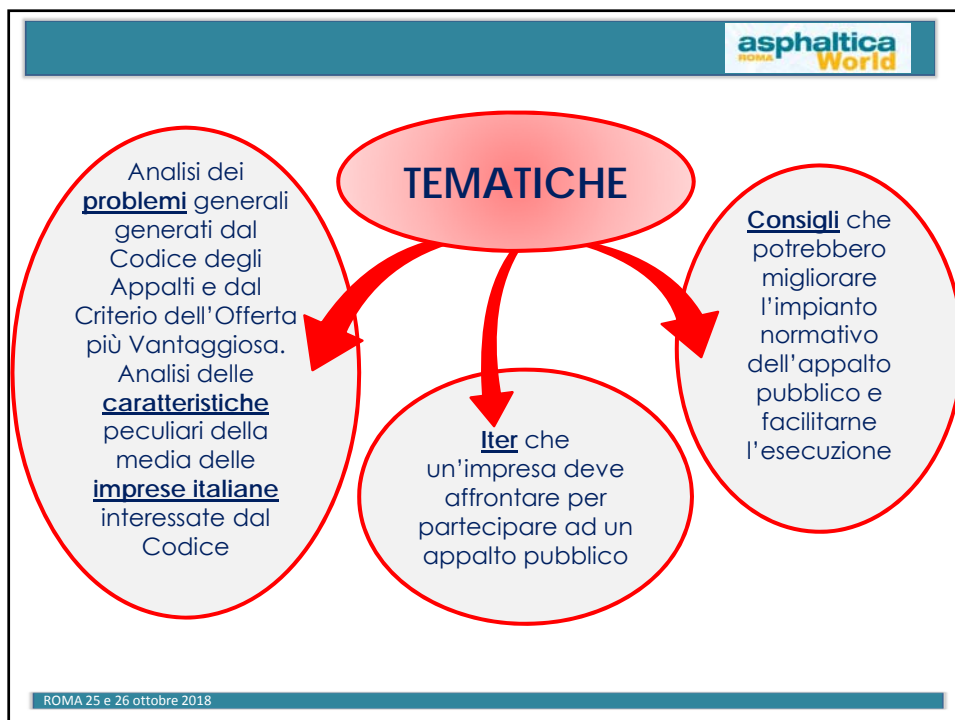 asphaltica
ROMA World
TEMATICHE
Analisi dei
problemi generali
generati dal
Codice degli
Appalti e dal
Criterio dell'Offerta
più Vantaggiosa.
Analisi delle
caratteristiche
peculiari della
media delle
imprese italiane
interessate dal
Codice
Iter che
un'impresa deve
affrontare per
partecipare ad un
appalto pubblico
Consigli che
potrebbero
migliorare
l'impianto
normativo
dell'appalto
pubblico e
facilitarne
l'esecuzione
ROMA 25 e 26 ottobre 2018